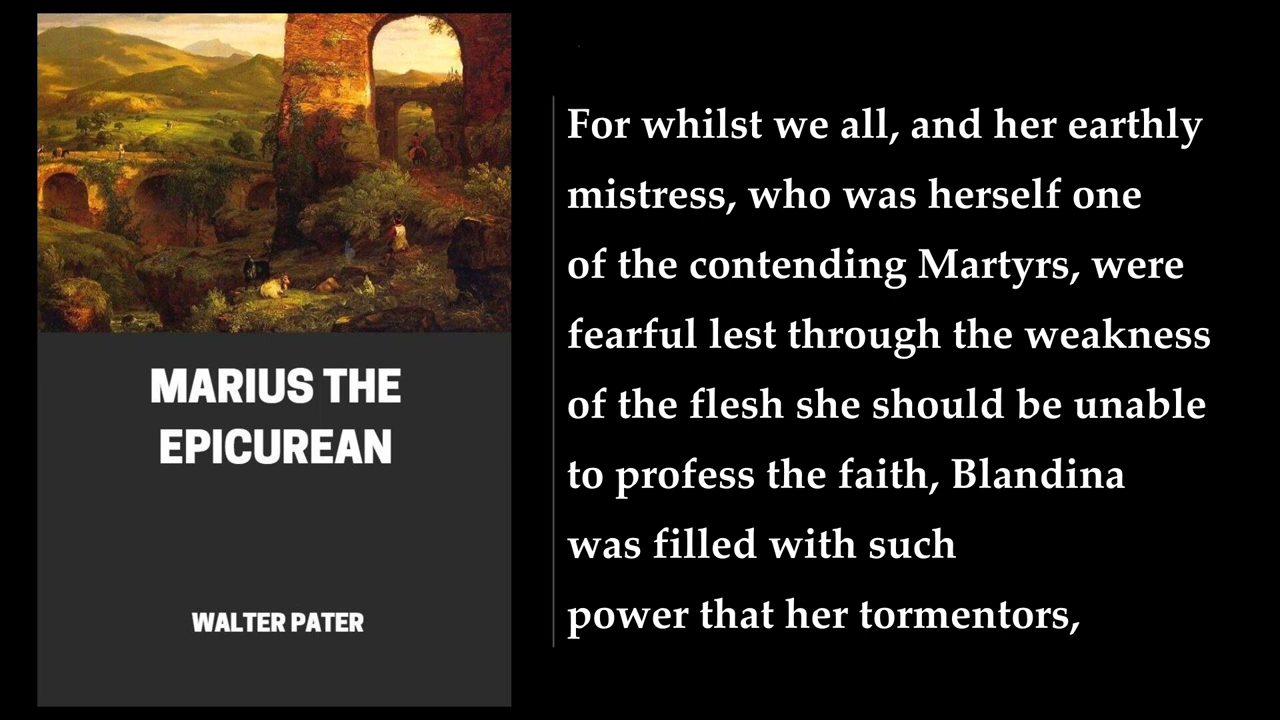 MARIUS THE
EPICUREAN
WALTER PATER
For whilst we all, and her earthly
mistress, who was herself one
of the contending Martyrs, were
fearful lest through the weakness
of the flesh she should be unable
to profess the faith, Blandina
was filled with such
power that her tormentors,